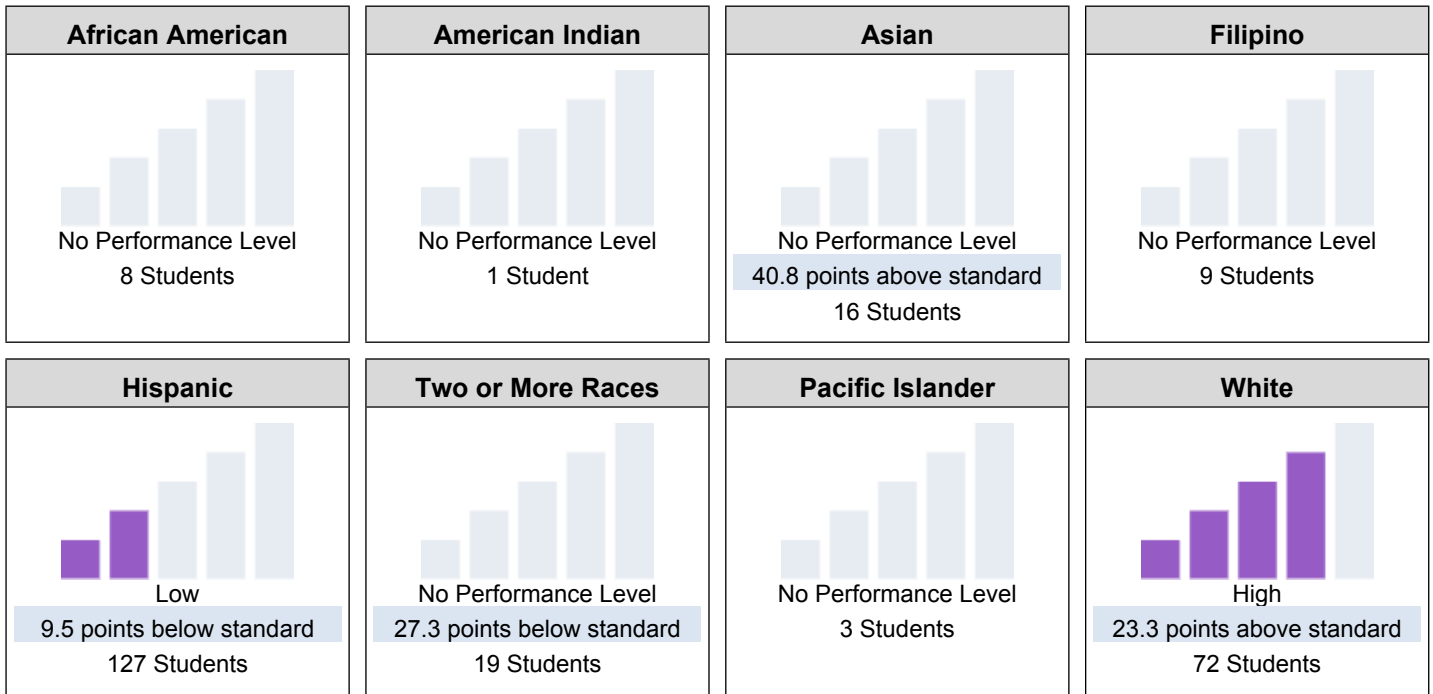 African American
No Performance Level
8 Students
American Indian
No Performance Level
1 Student
Asian
No Performance Level
40.8 points above standard
16 Students
Filipino
No Performance Level
9 Students
Hispanic
Low
9.5 points below standard
127 Students
Two or More Races
No Performance Level
27.3 points below standard
19 Students
Pacific Islander
No Performance Level
3 Students
White
High
23.3 points above standard
72 Students